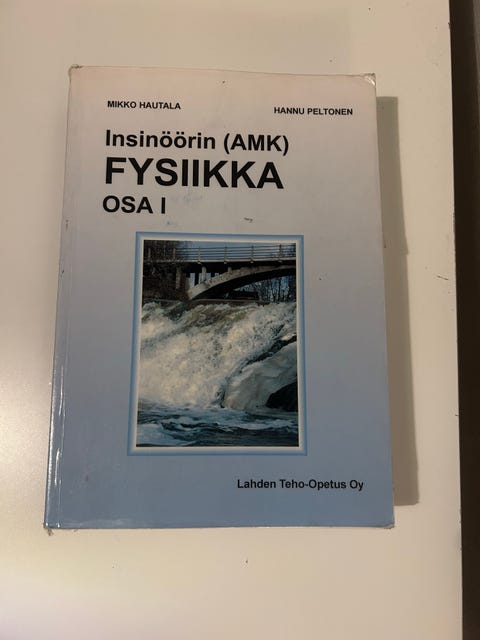 MIKKO HAUTALA
HANNU PELTONEN
Insinöörin (AMK)
FYSIIKKA
OSA I
Lahden Teho-Opetus Oy